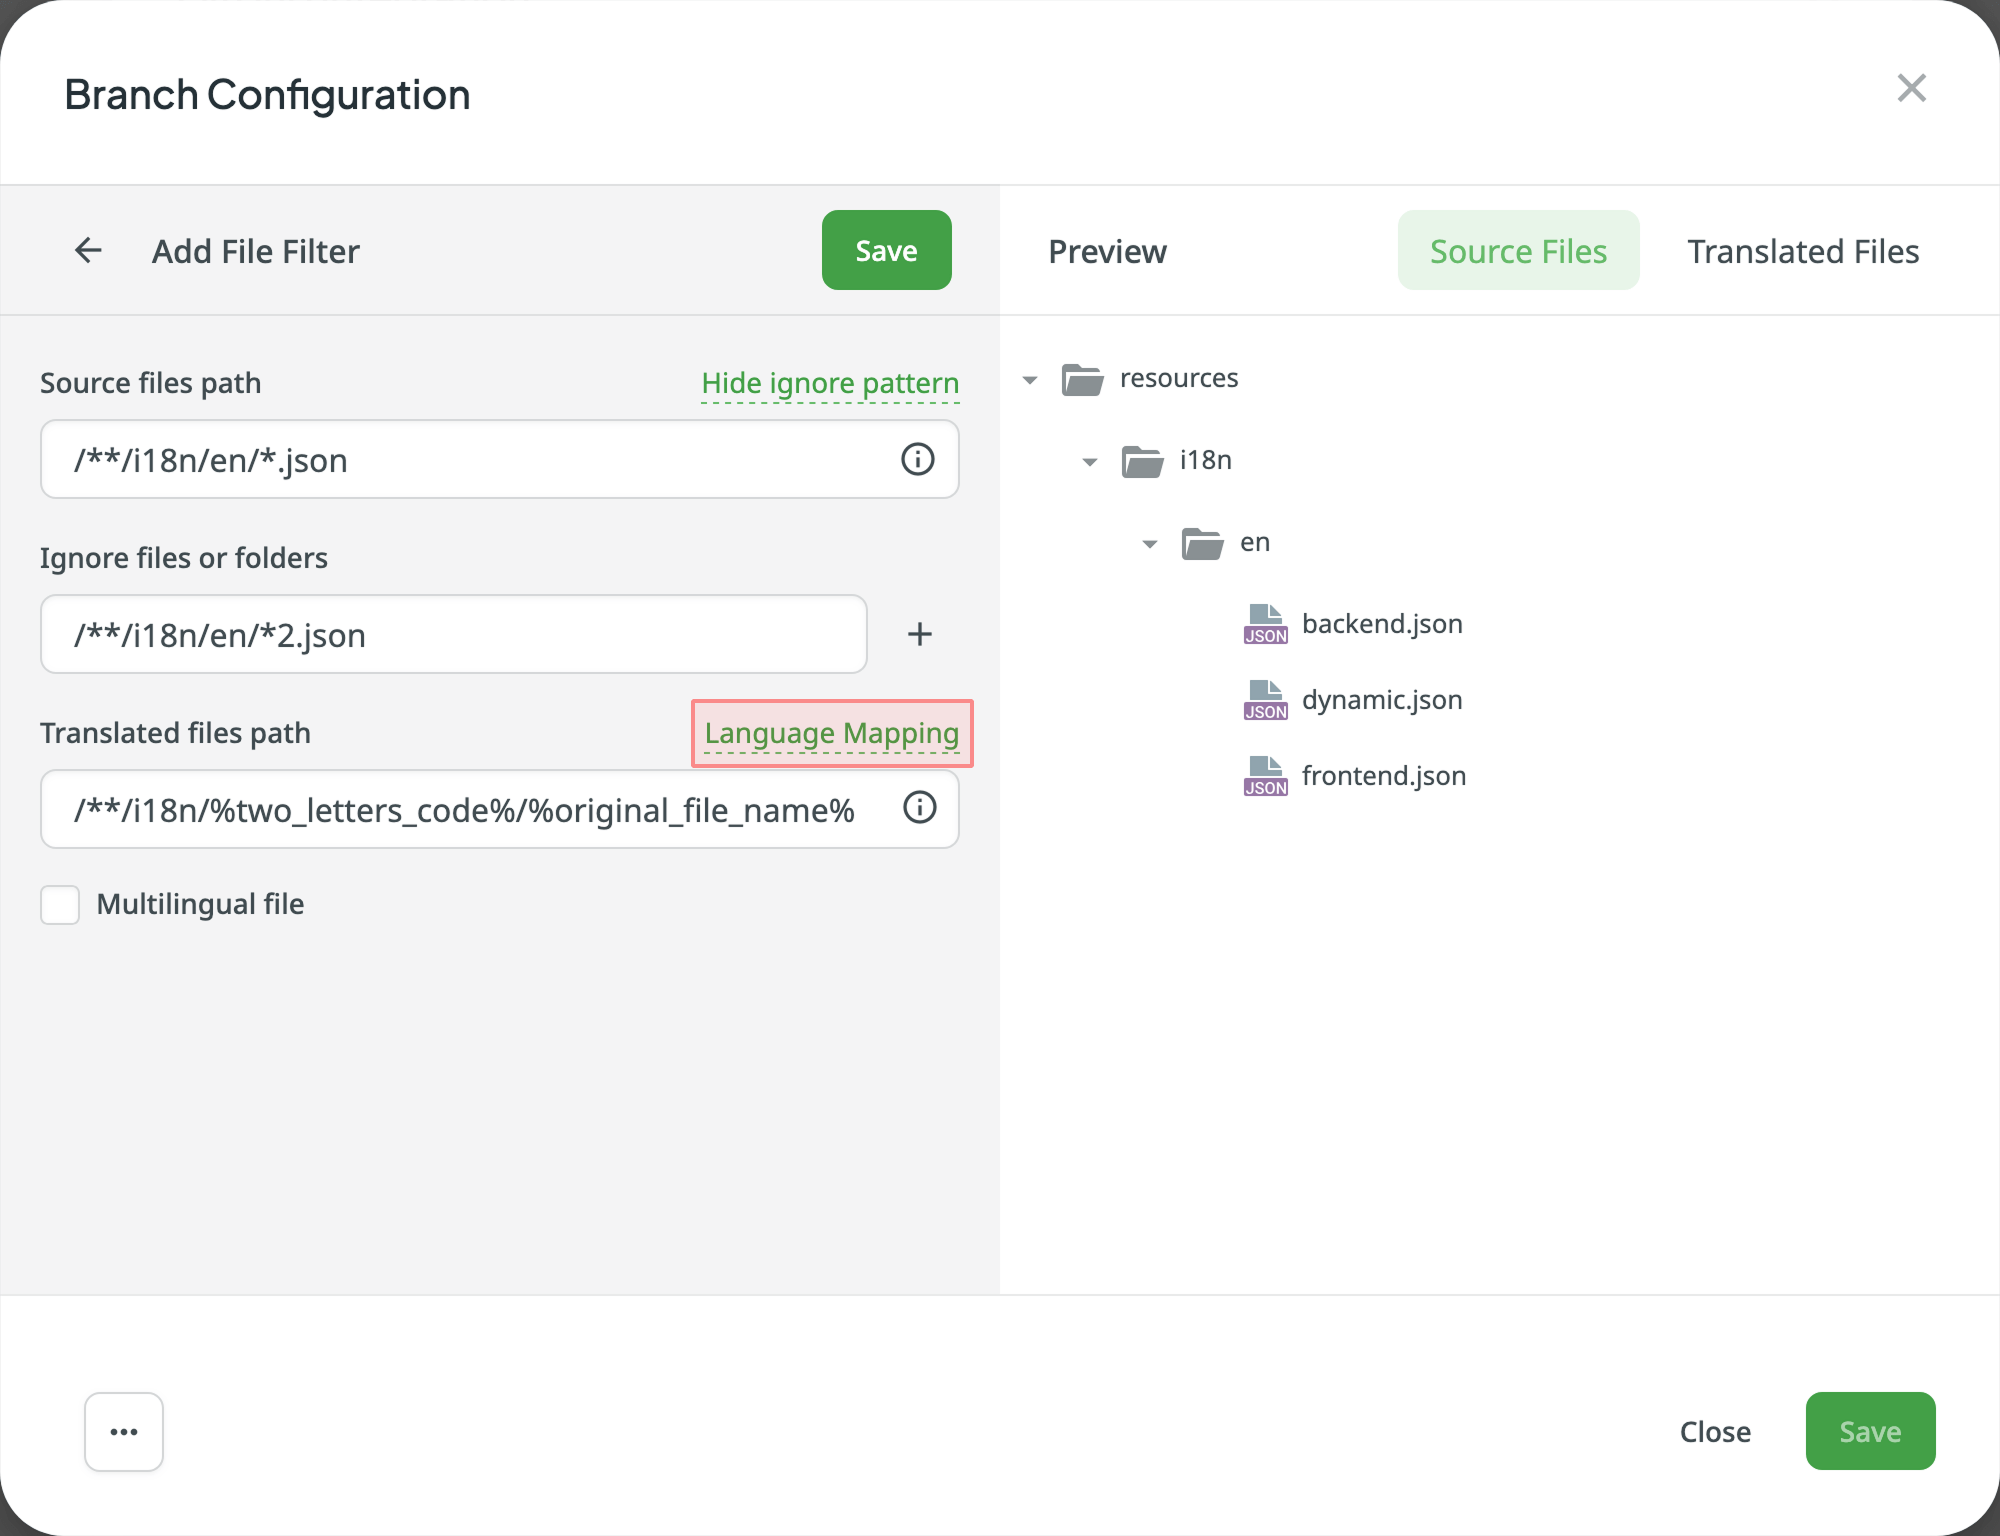 Branch Configuration
Add File Filter
Save
Source files path
Hide ignore pattern
/**/i18n/en/*.json
Ignore files or folders
/**/i18n/en/*2.json
Translated files path
Language Mapping
/**/i18n/%two_letters_code%/%original_file_name%
Multilingual file
Preview
Source Files
Translated Files
resources
i18n
en
JSON backend.json
JSON dynamic.json
JSON frontend.json
Close
Save